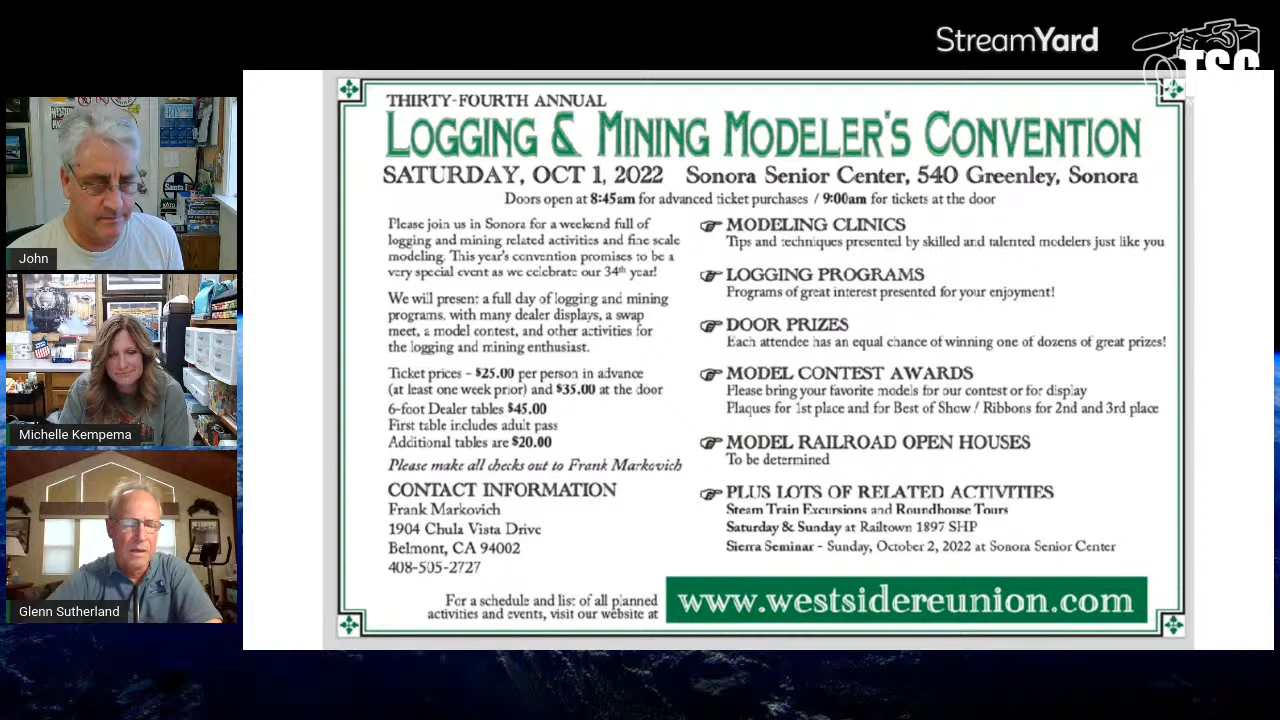 StreamYard
TSG
THIRTY-FOURTH ANNUAL
LOGGING & MINING MODELER'S CONVENTION
SATURDAY, OCT 1, 2022 Sonora Senior Center, 540 Greenley, Sonora
Doors open at 8:45am for advanced ticket purchases / 9:00am for tickets at the door
Please join us in Sonora for a weekend full of
logging and mining related activities and fine scale
modeling. This year's convention promises to be a
very special event as we celebrate our 34th year!
We will present a full day of logging and mining
programs, with many dealer displays, a swap
meet, a model contest, and other activities for
the logging and mining enthusiast.
Ticket prices – $25.00 per person in advance
(at least one week prior) and $35.00 at the door
6-foot Dealer tables $45.00
First table includes adult pass
Additional tables are $20.00
Please make all checks out to Frank Markovich
CONTACT INFORMATION
Frank Markovich
1904 Chula Vista Drive
Belmont, CA 94002
408-505-2727
For a schedule and list of all planned
activities and events, visit our website at
MODELING CLINICS
Tips and techniques presented by skilled and talented modelers just like you
LOGGING PROGRAMS
Programs of great interest presented for your enjoyment!
DOOR PRIZES
Each attendee has an equal chance of winning one of dozens of great prizes!
MODEL CONTEST AWARDS
Please bring your favorite models for our contest or for display
Plaques for 1st place and for Best of Show / Ribbons for 2nd and 3rd place
MODEL RAILROAD OPEN HOUSES
To be determined
PLUS LOTS OF RELATED ACTIVITIES
Steam Train Excursions and Roundhouse Tours
Saturday & Sunday at Railtown 1897 SHP
Sierra Seminar – Sunday, October 2, 2022 at Sonora Senior Center
www.westsidereunion.com
John
Michelle Kempema
Glenn Sutherland
Santa F